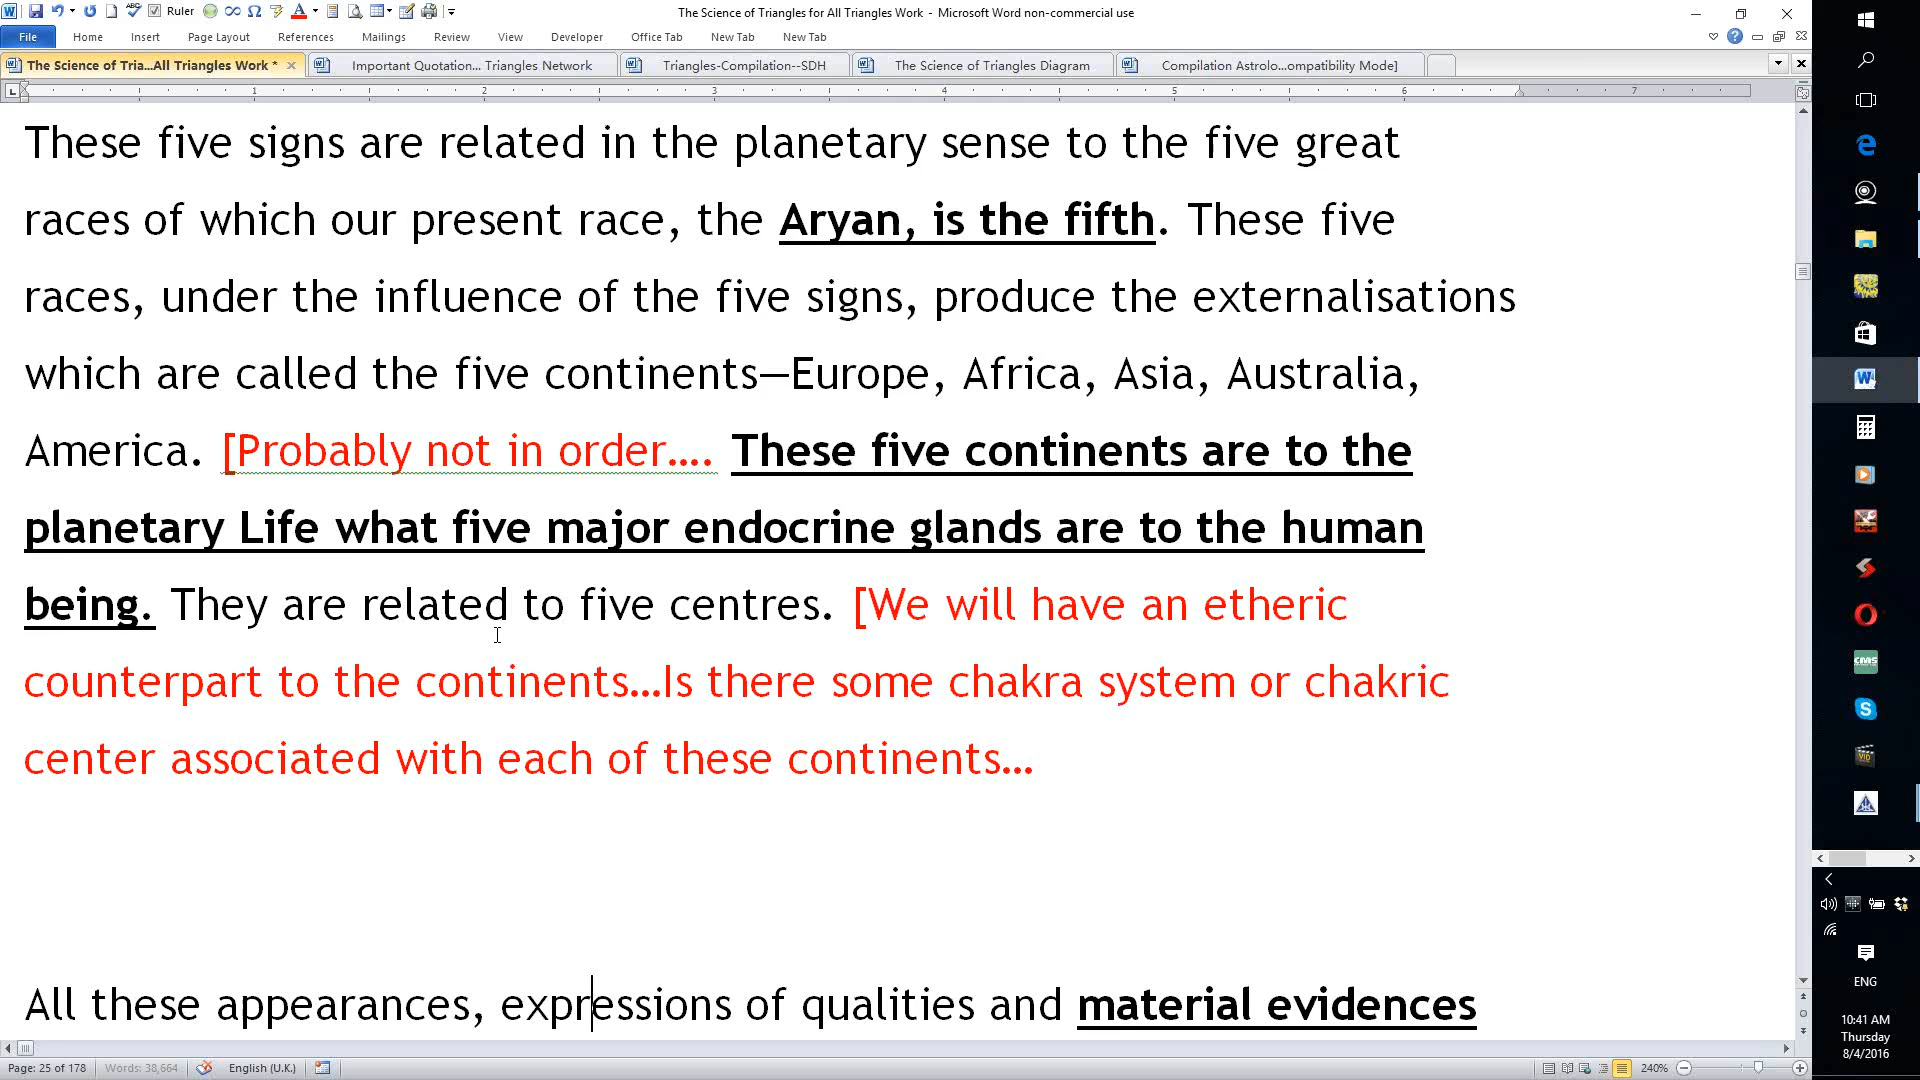 The Science of Triangles for All Triangles Work - Microsoft Word non-commercial use
Ruler
File Home Insert Page Layout References Mailings Review View Developer Office Tab New Tab New Tab
The Science of Tria...All Triangles Work * Important Quotation... Triangles Network Triangles-Compilation--SDH The Science of Triangles Diagram Compilation Astrolo...ompatibility Mode]
1 2 3 4 5 6 7
These five signs are related in the planetary sense to the five great
races of which our present race, the Aryan, is the fifth. These five
races, under the influence of the five signs, produce the externalisations
which are called the five continents—Europe, Africa, Asia, Australia,
America. [Probably not in order…. These five continents are to the
planetary Life what five major endocrine glands are to the human
being. They are related to five centres. [We will have an etheric
counterpart to the continents…Is there some chakra system or chakric
center associated with each of these continents…
All these appearances, expressions of qualities and material evidences
Page: 25 of 178 Words: 38,664 English (U.K.) 240%
CMS
ENG
10:41 AM
Thursday
8/4/2016